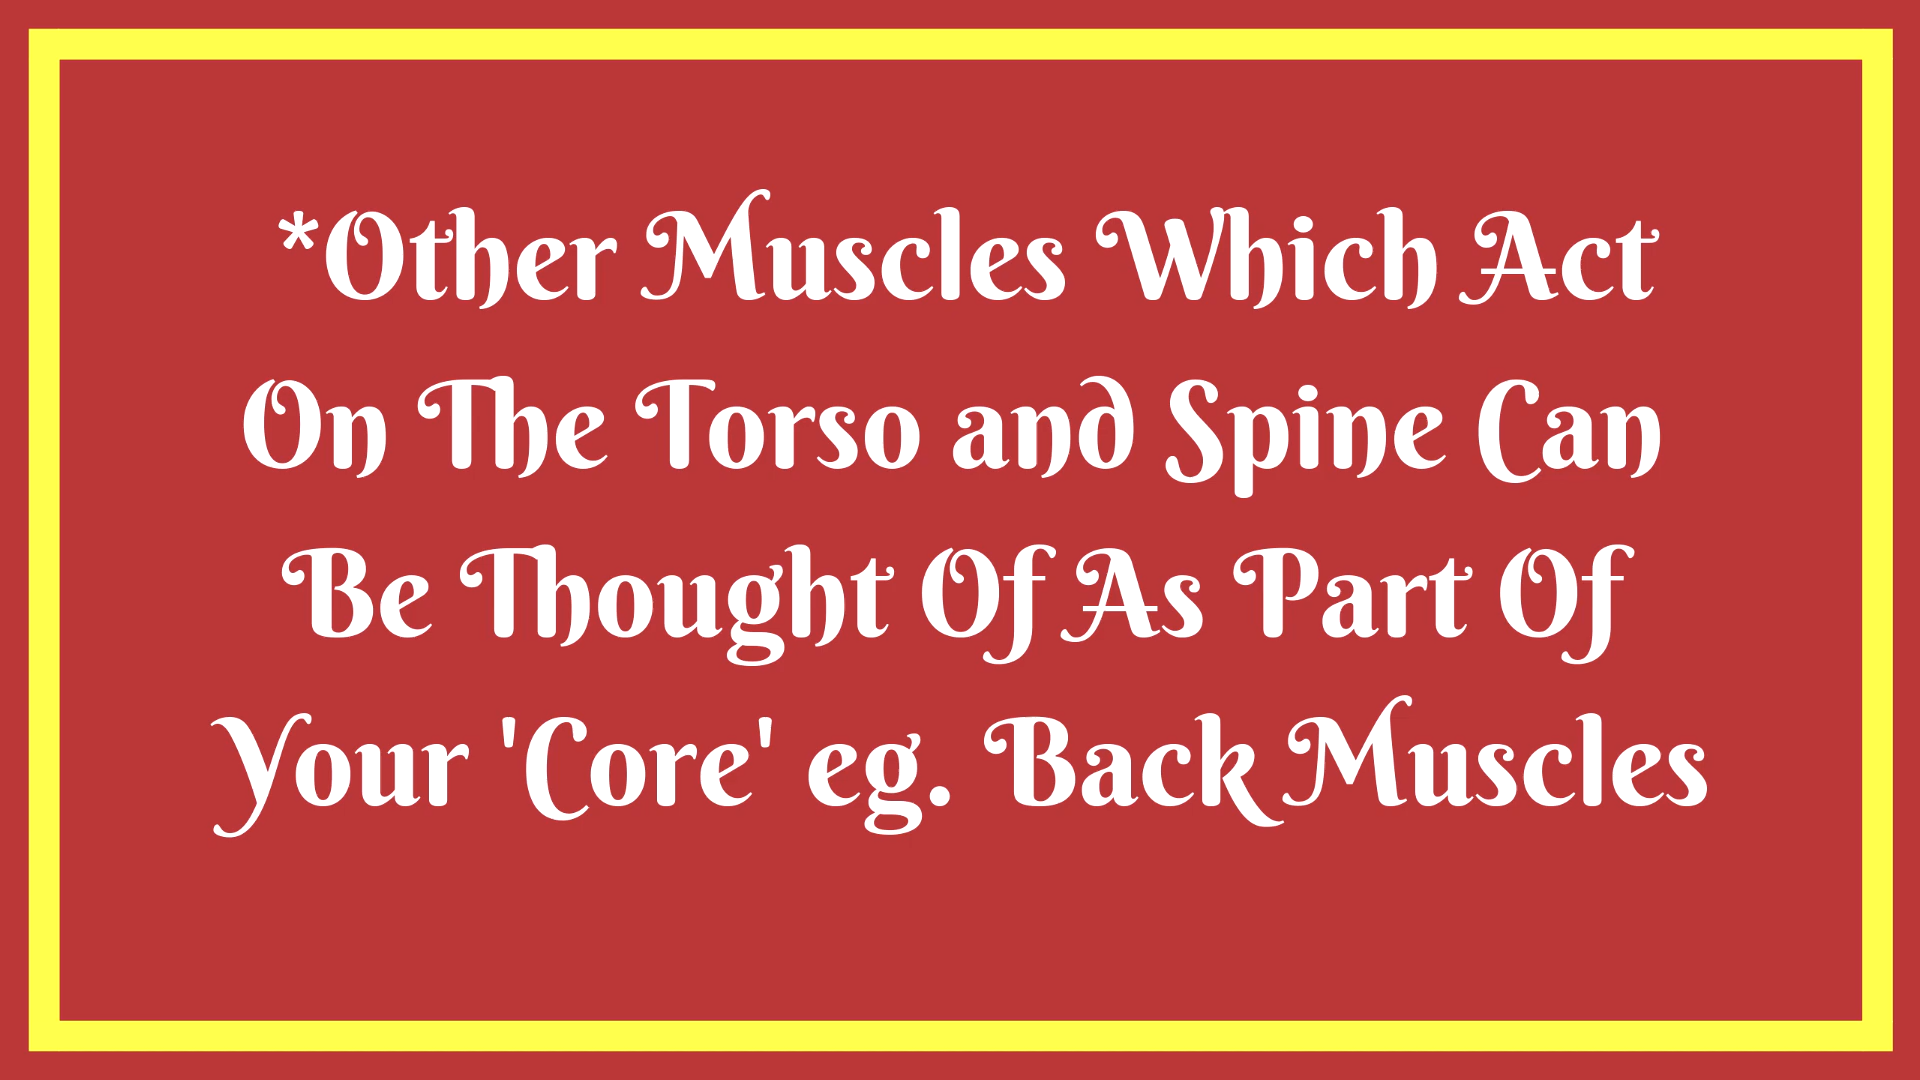 *Other Muscles Which Act
On The Torso and Spine Can
Be Thought Of As Part Of
Your 'Core' eg. Back Muscles